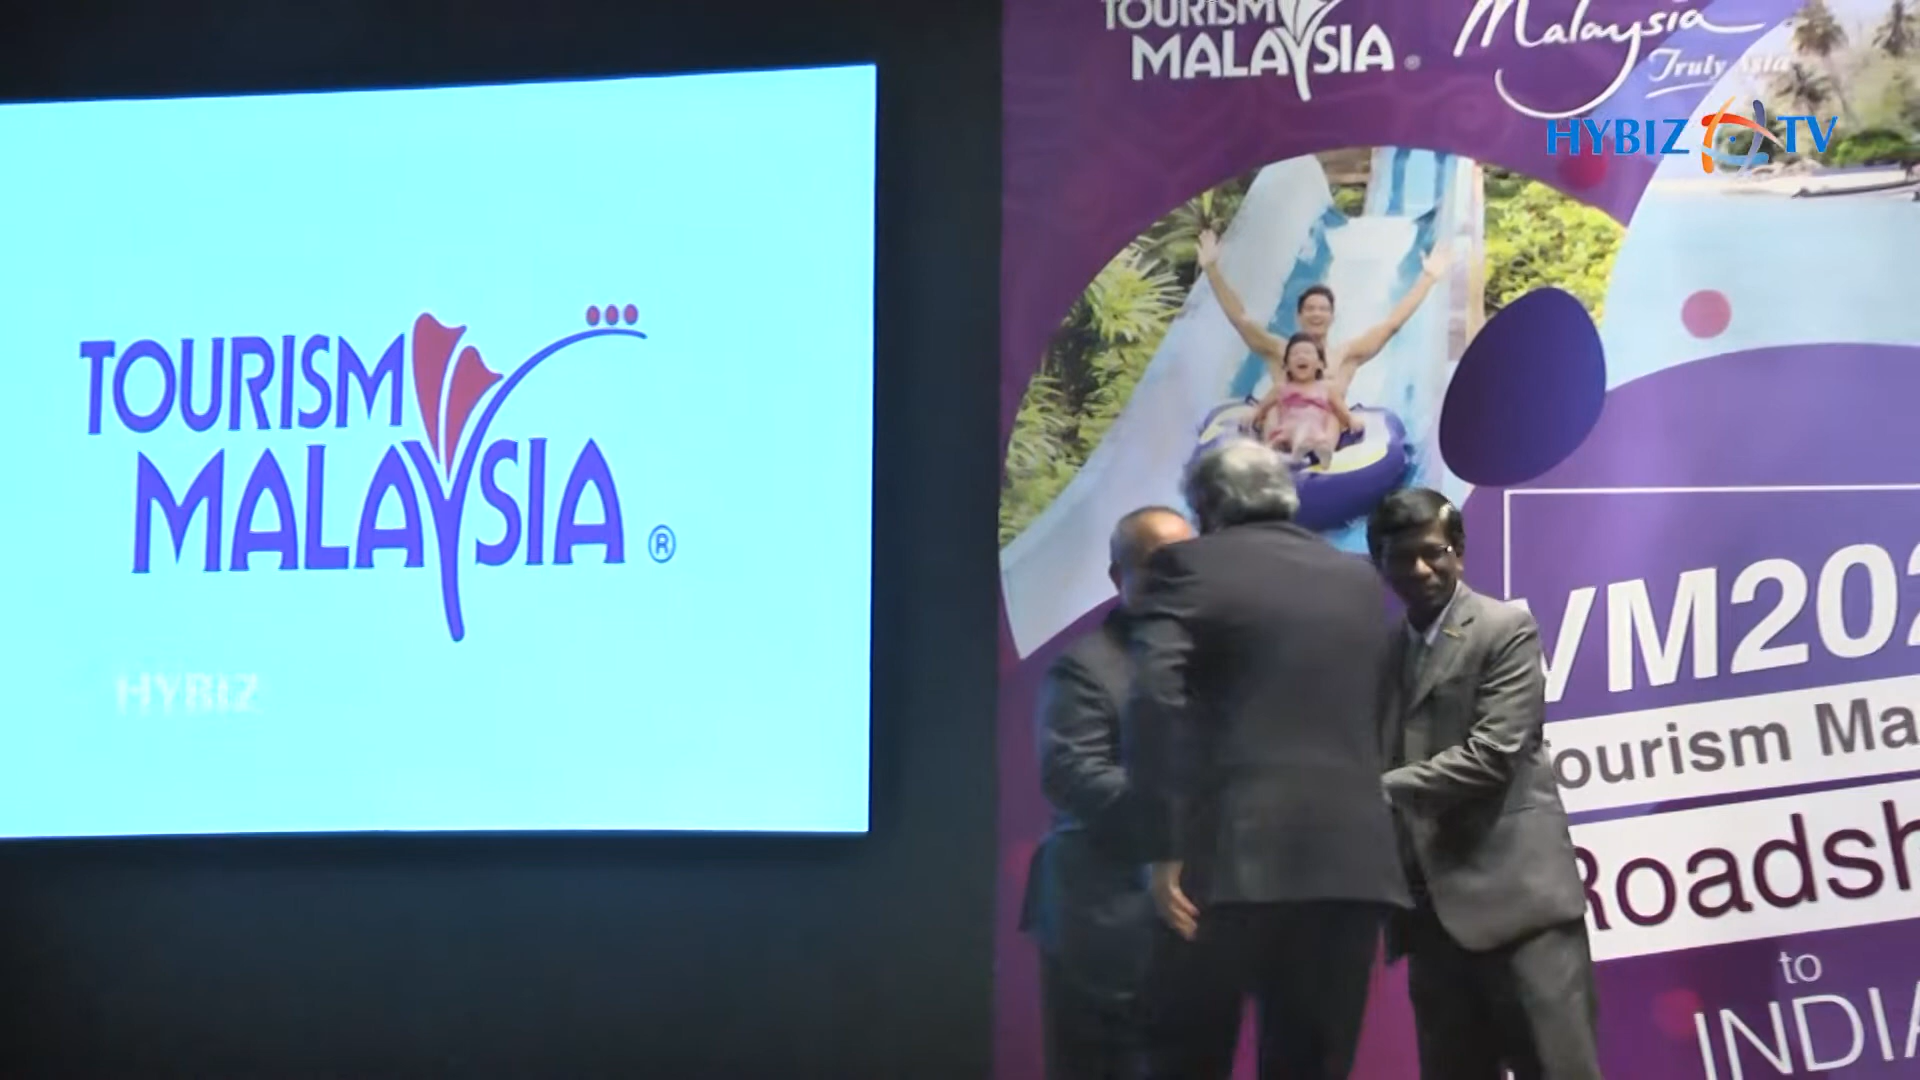 TOURISM
MALAYSIA ®
HYBIZ
TOURISM
MALAYSIA ®
Malaysia
Truly Asia
HYBIZ TV
VM202
Tourism Ma
Roadsh
to
INDIA